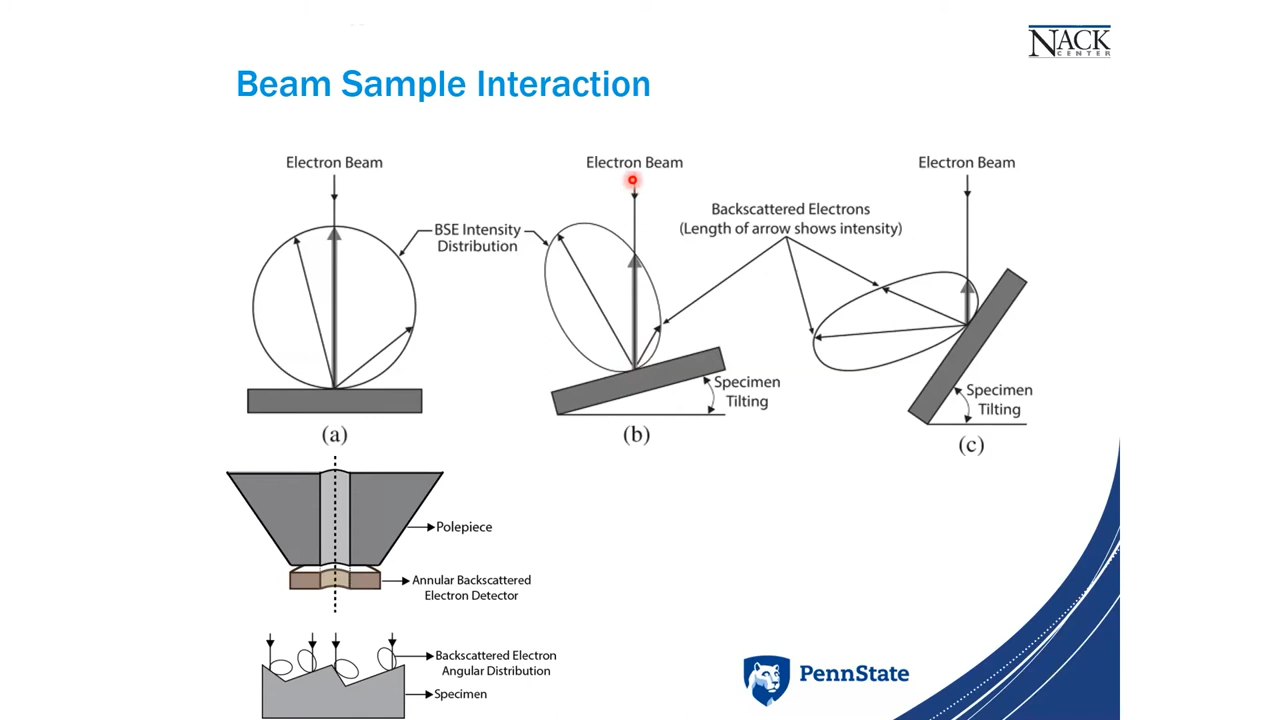 NACK
CENTER
Beam Sample Interaction
Electron Beam
Electron Beam
Electron Beam
BSE Intensity
Distribution
Backscattered Electrons
(Length of arrow shows intensity)
Specimen
Tilting
Specimen
Tilting
(a)
(b)
(c)
Polepiece
Annular Backscattered
Electron Detector
Backscattered Electron
Angular Distribution
Specimen
PennState